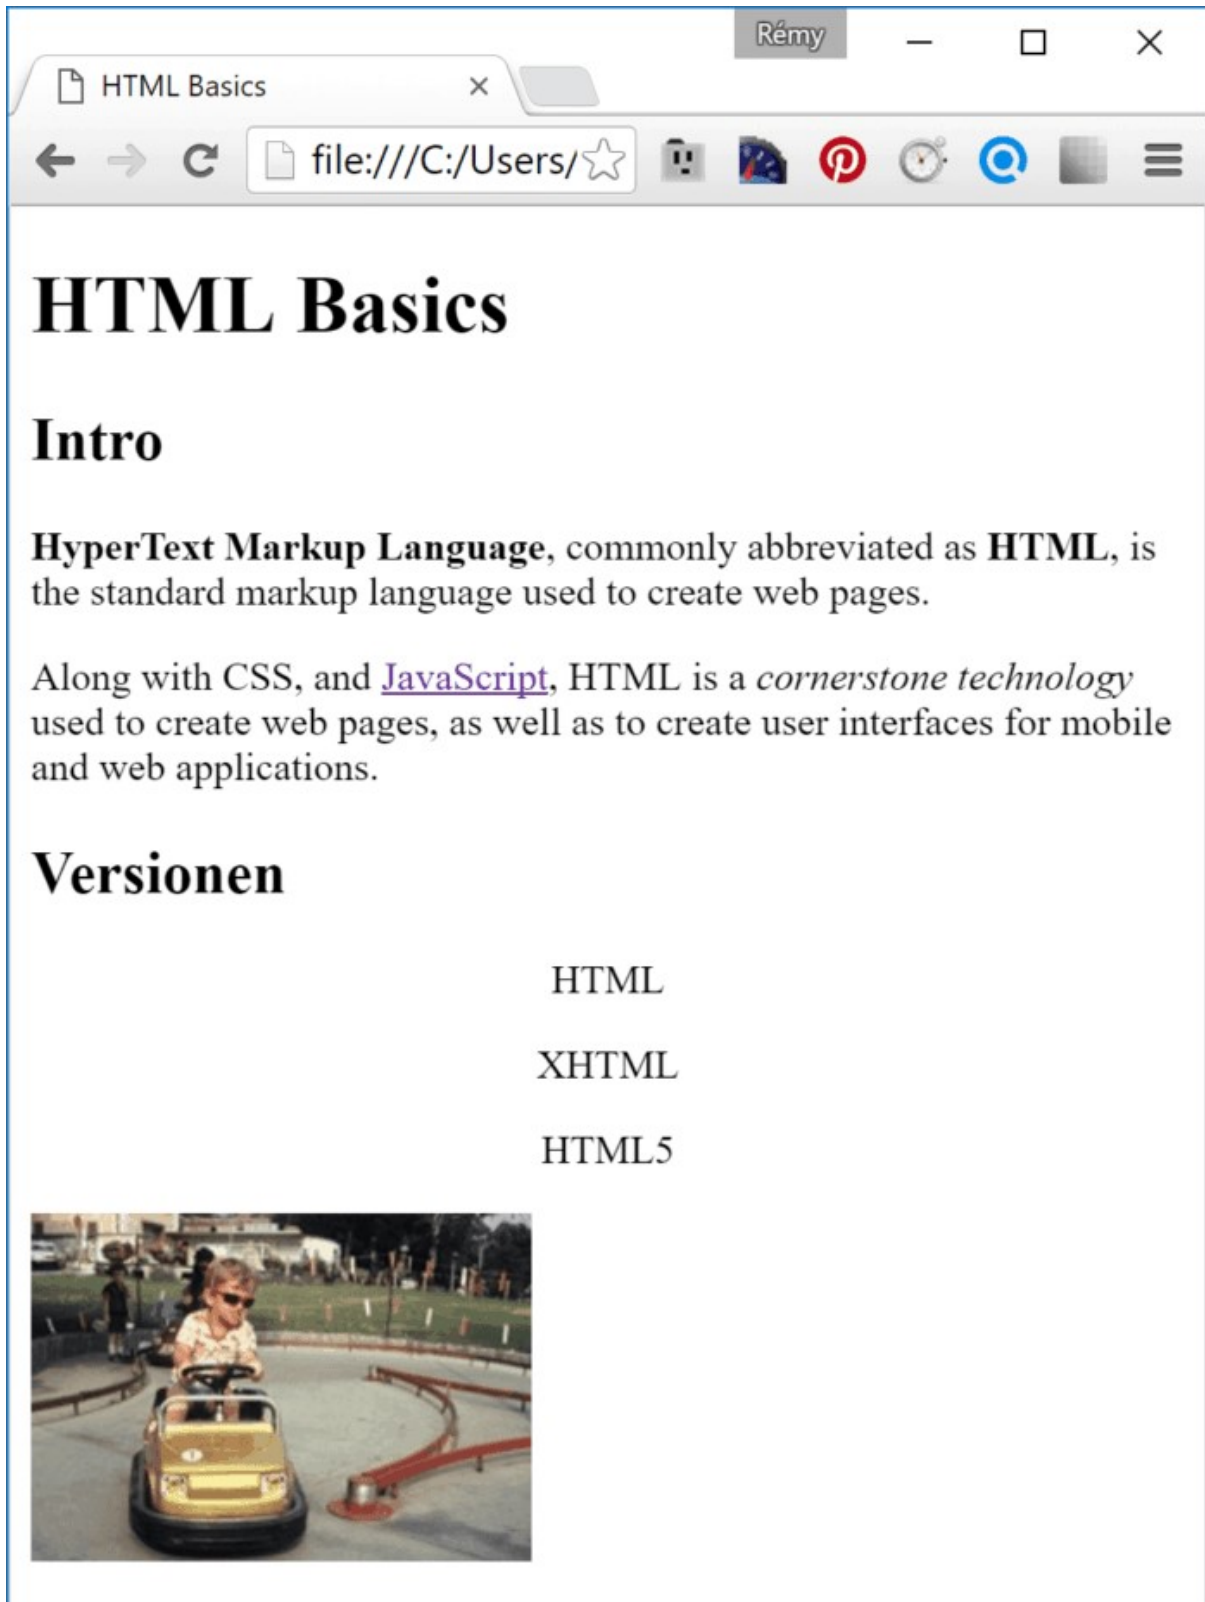 Rémy
HTML Basics
file:///C:/Users/
HTML Basics
Intro
HyperText Markup Language, commonly abbreviated as HTML, is
the standard markup language used to create web pages.
Along with CSS, and JavaScript, HTML is a cornerstone technology
used to create web pages, as well as to create user interfaces for mobile
and web applications.
Versionen
HTML
XHTML
HTML5